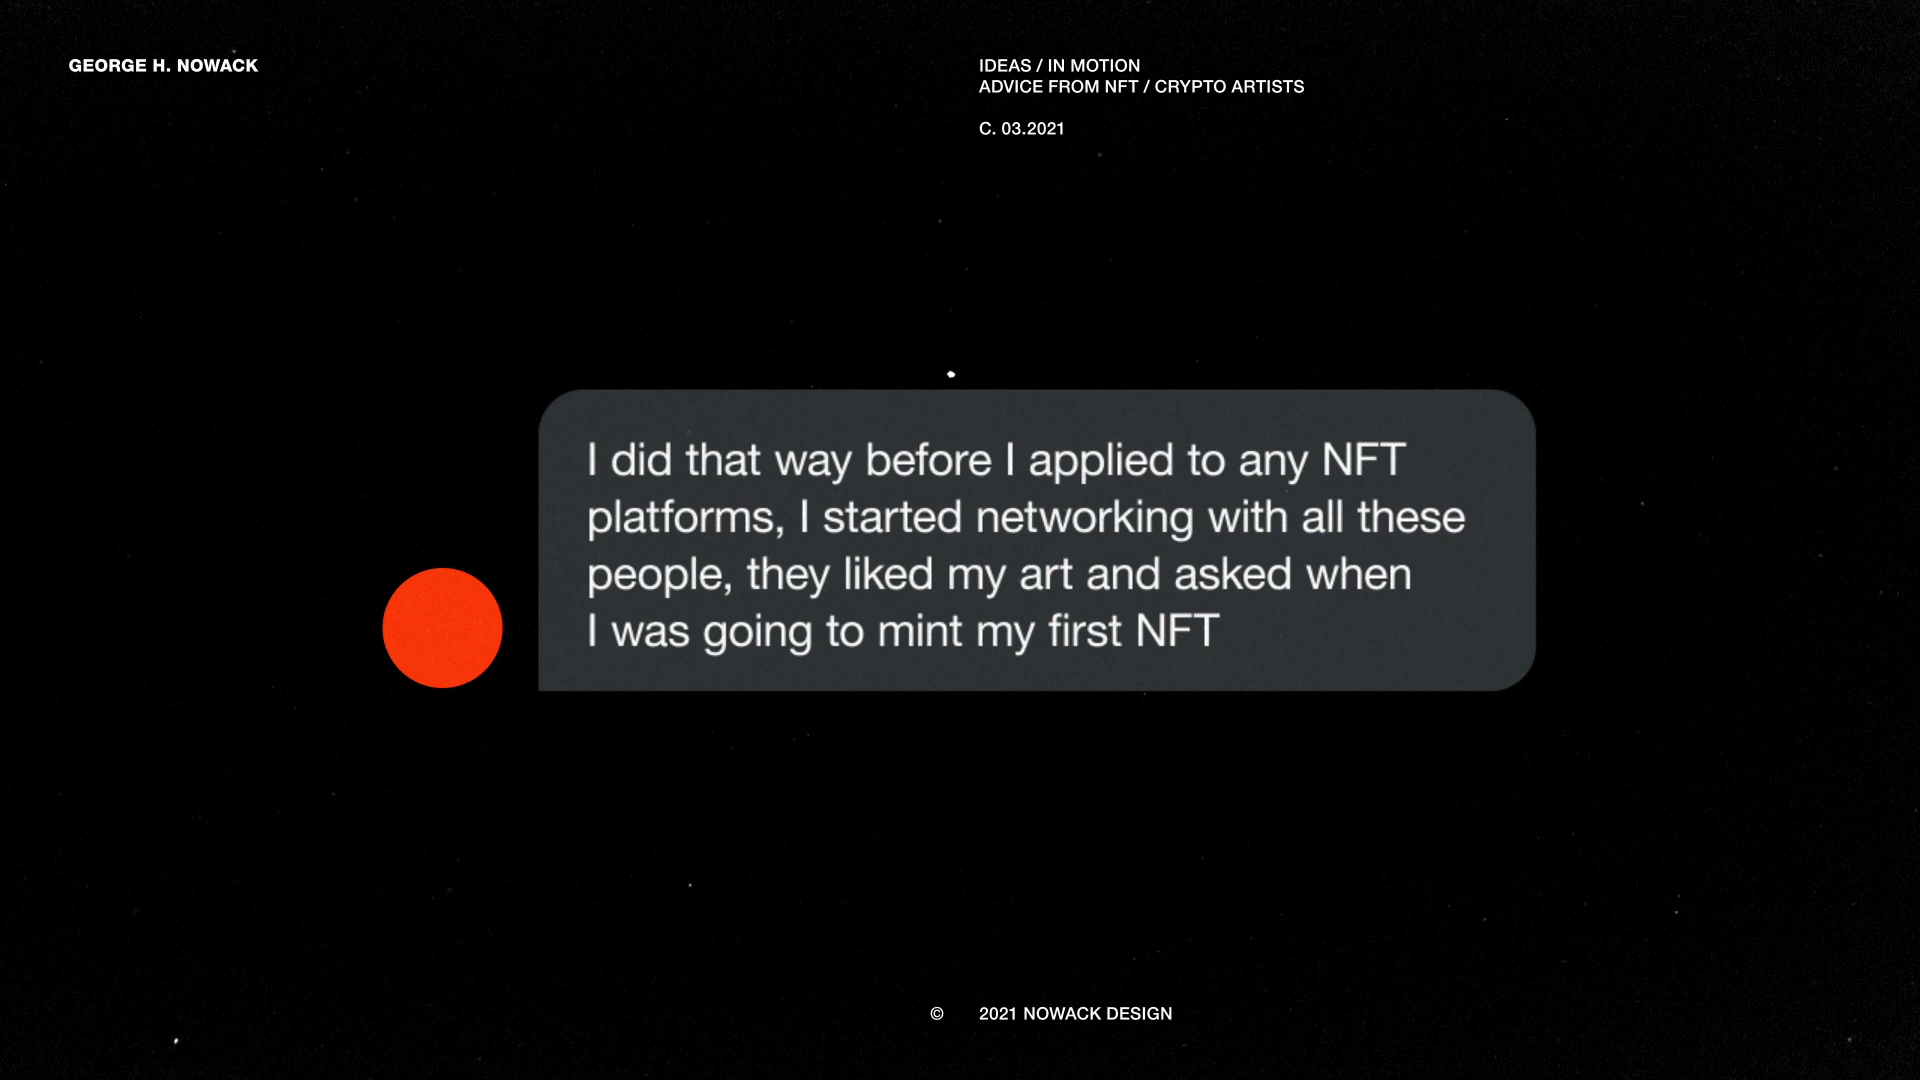 GEORGE H. NOWACK
IDEAS / IN MOTION
ADVICE FROM NFT / CRYPTO ARTISTS
C. 03.2021
I did that way before I applied to any NFT
platforms, I started networking with all these
people, they liked my art and asked when
I was going to mint my first NFT
© 2021 NOWACK DESIGN